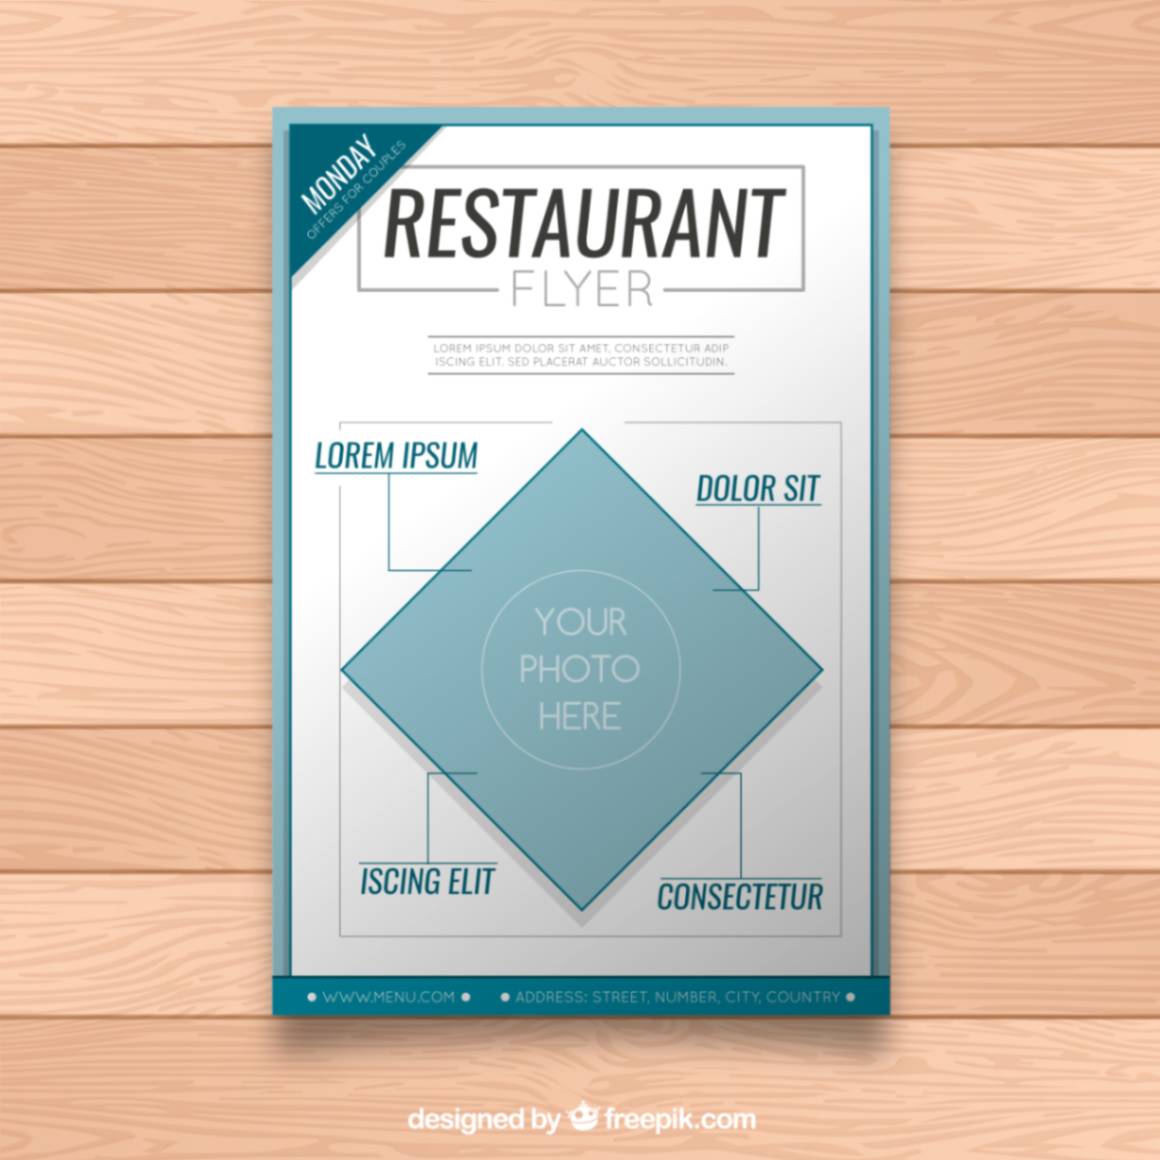 MONDAY
OFFERS FOR COUPLES
RESTAURANT
FLYER
LOREM IPSUM DOLOR SIT AMET, CONSECTETUR ADIP
ISCING ELIT. SED PLACERAT AUCTOR SOLLICITUDIN.
LOREM IPSUM
DOLOR SIT
YOUR
PHOTO
HERE
ISCING ELIT
CONSECTETUR
• WWW.MENU.COM • • ADDRESS: STREET, NUMBER, CITY, COUNTRY •
designed by freepik.com